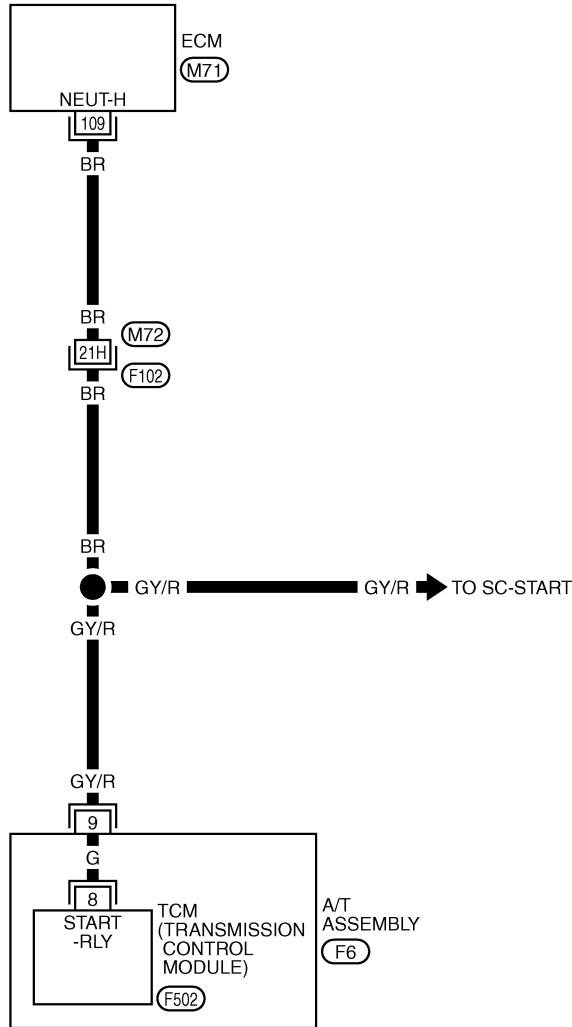 ECM
M71
NEUT-H
109
BR
BR
M72
21H
F102
BR
BR
GY/R
GY/R
TO SC-START
GY/R
GY/R
9
G
8
START
-RLY
TCM
(TRANSMISSION
CONTROL
MODULE)
F502
A/T
ASSEMBLY
F6